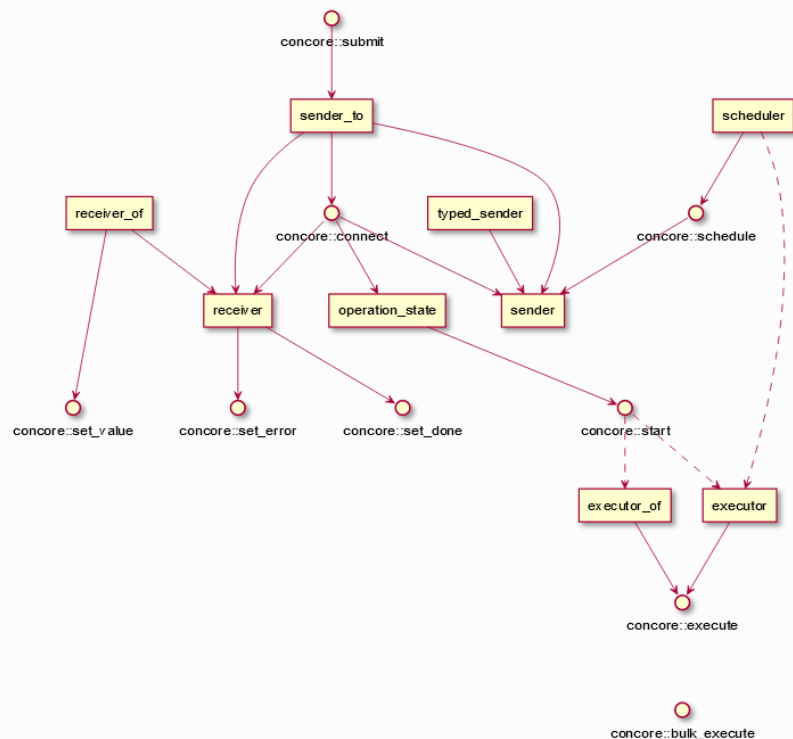 concore::submit
sender_to
scheduler
receiver_of
typed_sender
concore::connect
concore::schedule
receiver
operation_state
sender
concore::set_value
concore::set_error
concore::set_done
concore::start
executor_of
executor
concore::execute
concore::bulk_execute